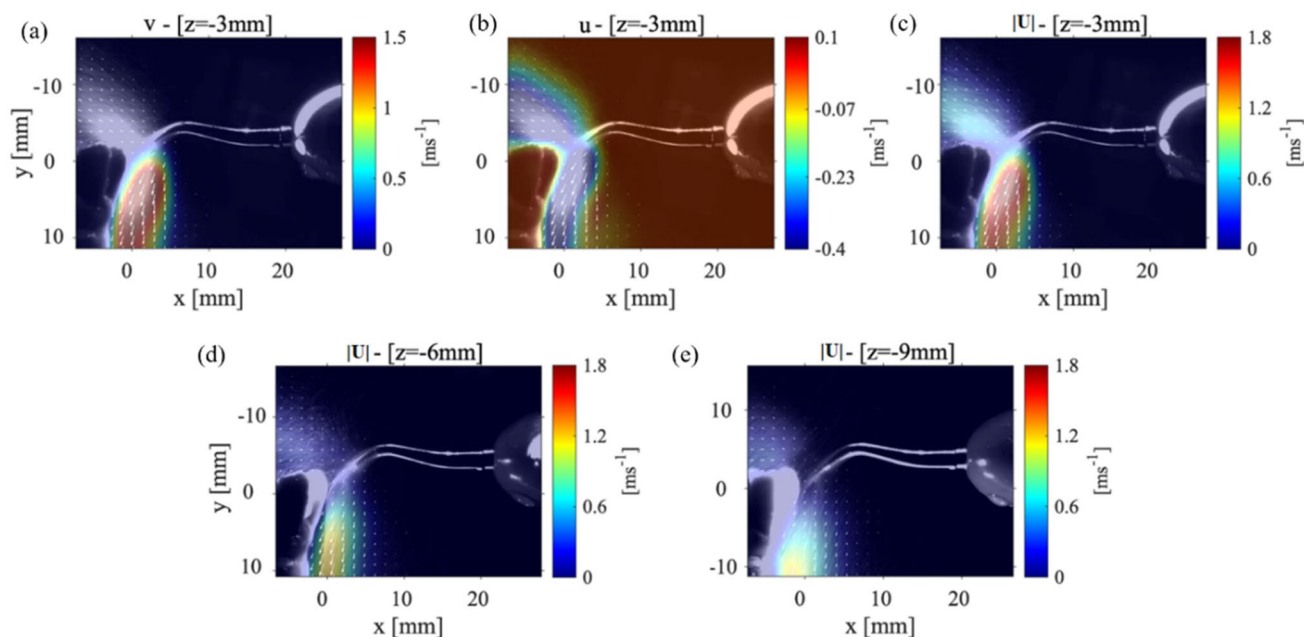 (a) v - [z=-3mm] (b) u - [z=-3mm] (c) |U| - [z=-3mm]
1.5 0.1 1.8
-10 -10 -10
1 -0.07 1.2
y [mm] 0 [ms⁻¹] 0 [ms⁻¹] 0 [ms⁻¹]
0.5 -0.23 0.6
10 10 10
0 -0.4 0
0 10 20 0 10 20 0 10 20
x [mm] x [mm] x [mm]
(d) |U| - [z=-6mm] (e) |U| - [z=-9mm]
1.8 1.8
-10 10
1.2 1.2
y [mm] 0 [ms⁻¹] 0 [ms⁻¹]
0.6 0.6
10 -10
0 0
0 10 20 0 10 20
x [mm] x [mm]